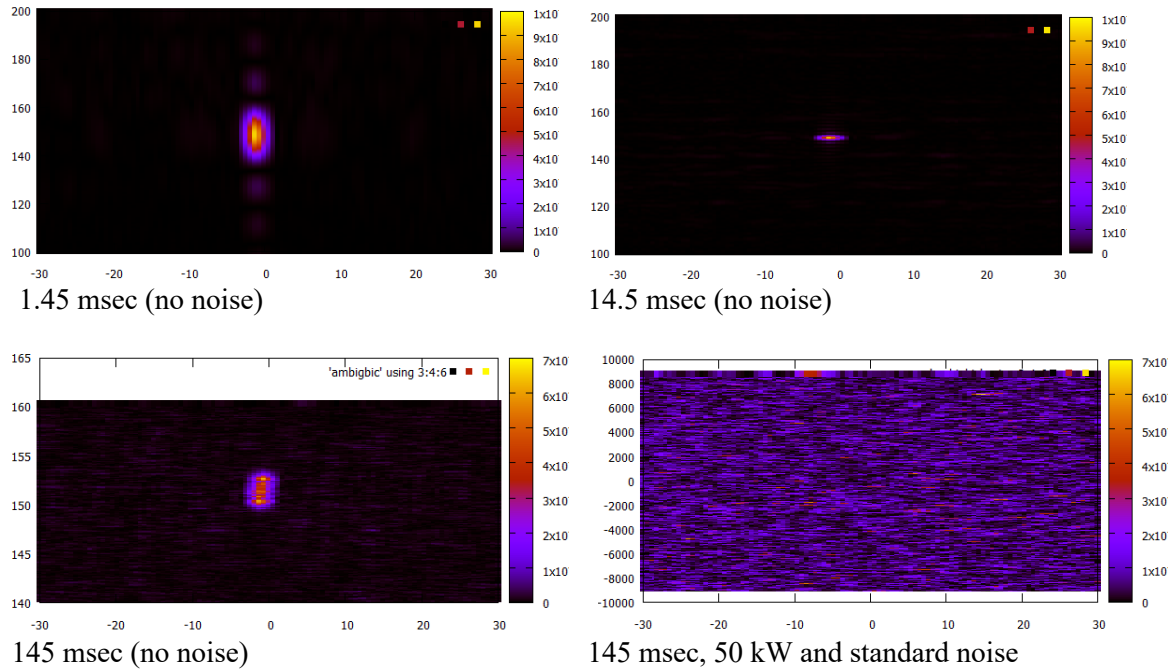 200
180
160
140
120
100
1x10
9x10
8x10
7x10
6x10
5x10
4x10
3x10
2x10
1x10
0
-30 -20 -10 0 10 20 30
1.45 msec (no noise)
200
180
160
140
120
100
1x10
9x10
8x10
7x10
6x10
5x10
4x10
3x10
2x10
1x10
0
-30 -20 -10 0 10 20 30
14.5 msec (no noise)
165
160
155
150
145
140
'ambigbic' using 3:4:6
7x10
6x10
5x10
4x10
3x10
2x10
1x10
0
-30 -20 -10 0 10 20 30
145 msec (no noise)
10000
8000
6000
4000
2000
0
-2000
-4000
-6000
-8000
-10000
7x10
6x10
5x10
4x10
3x10
2x10
1x10
0
-30 -20 -10 0 10 20 30
145 msec, 50 kW and standard noise